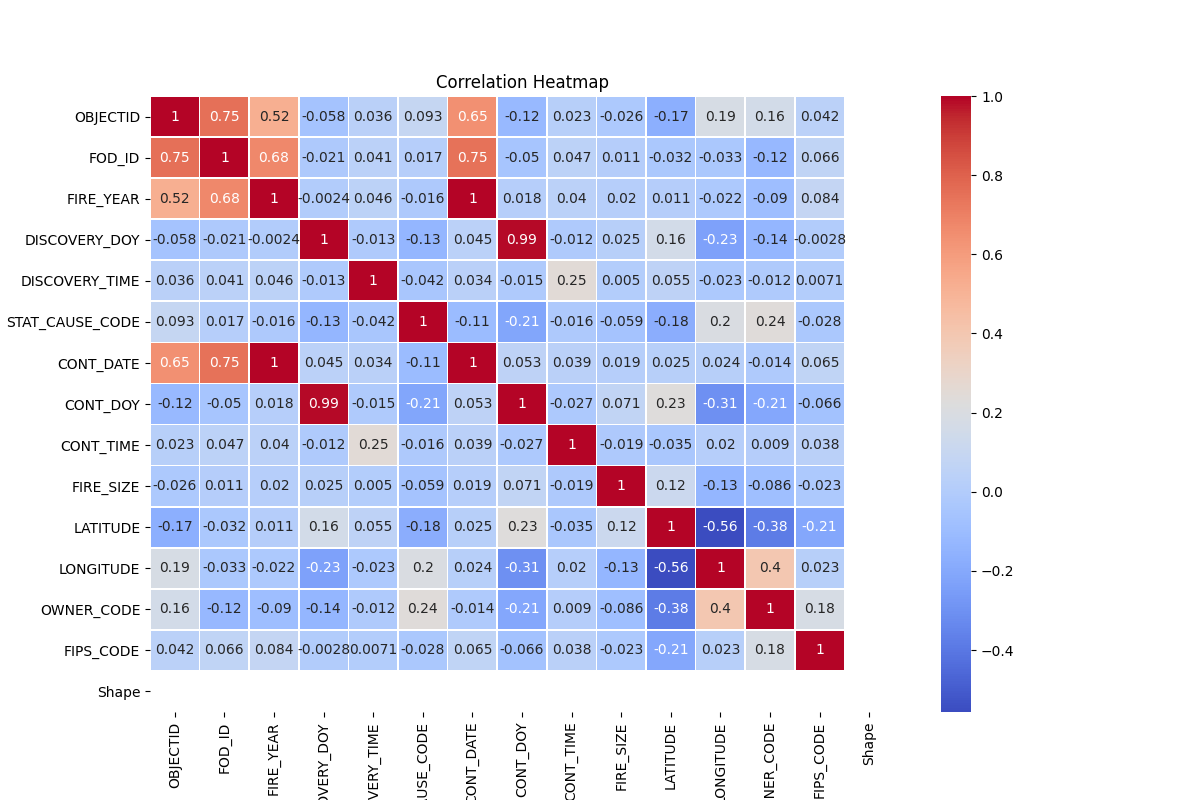 Correlation Heatmap
OBJECTID 1 0.75 0.52 -0.058 0.036 0.093 0.65 -0.12 0.023 -0.026 -0.17 0.19 0.16 0.042
FOD_ID 0.75 1 0.68 -0.021 0.041 0.017 0.75 -0.05 0.047 0.011 -0.032 -0.033 -0.12 0.066
FIRE_YEAR 0.52 0.68 1 -0.0024 0.046 -0.016 1 0.018 0.04 0.02 0.011 -0.022 -0.09 0.084
DISCOVERY_DOY -0.058 -0.021 -0.0024 1 -0.013 -0.13 0.045 0.99 -0.012 0.025 0.16 -0.23 -0.14 -0.0028
DISCOVERY_TIME 0.036 0.041 0.046 -0.013 1 -0.042 0.034 -0.015 0.25 0.005 0.055 -0.023 -0.012 0.0071
STAT_CAUSE_CODE 0.093 0.017 -0.016 -0.13 -0.042 1 -0.11 -0.21 -0.016 -0.059 -0.18 0.2 0.24 -0.028
CONT_DATE 0.65 0.75 1 0.045 0.034 -0.11 1 0.053 0.039 0.019 0.025 0.024 -0.014 0.065
CONT_DOY -0.12 -0.05 0.018 0.99 -0.015 -0.21 0.053 1 -0.027 0.071 0.23 -0.31 -0.21 -0.066
CONT_TIME 0.023 0.047 0.04 -0.012 0.25 -0.016 0.039 -0.027 1 -0.019 -0.035 0.02 0.009 0.038
FIRE_SIZE -0.026 0.011 0.02 0.025 0.005 -0.059 0.019 0.071 -0.019 1 0.12 -0.13 -0.086 -0.023
LATITUDE -0.17 -0.032 0.011 0.16 0.055 -0.18 0.025 0.23 -0.035 0.12 1 -0.56 -0.38 -0.21
LONGITUDE 0.19 -0.033 -0.022 -0.23 -0.023 0.2 0.024 -0.31 0.02 -0.13 -0.56 1 0.4 0.023
OWNER_CODE 0.16 -0.12 -0.09 -0.14 -0.012 0.24 -0.014 -0.21 0.009 -0.086 -0.38 0.4 1 0.18
FIPS_CODE 0.042 0.066 0.084 -0.0028 0.0071 -0.028 0.065 -0.066 0.038 -0.023 -0.21 0.023 0.18 1
Shape
OBJECTID
FOD_ID
FIRE_YEAR
OVERY_DOY
VERY_TIME
USE_CODE
CONT_DATE
CONT_DOY
CONT_TIME
FIRE_SIZE
LATITUDE
ONGITUDE
NER_CODE
FIPS_CODE
Shape
1.0
0.8
0.6
0.4
0.2
0.0
−0.2
−0.4